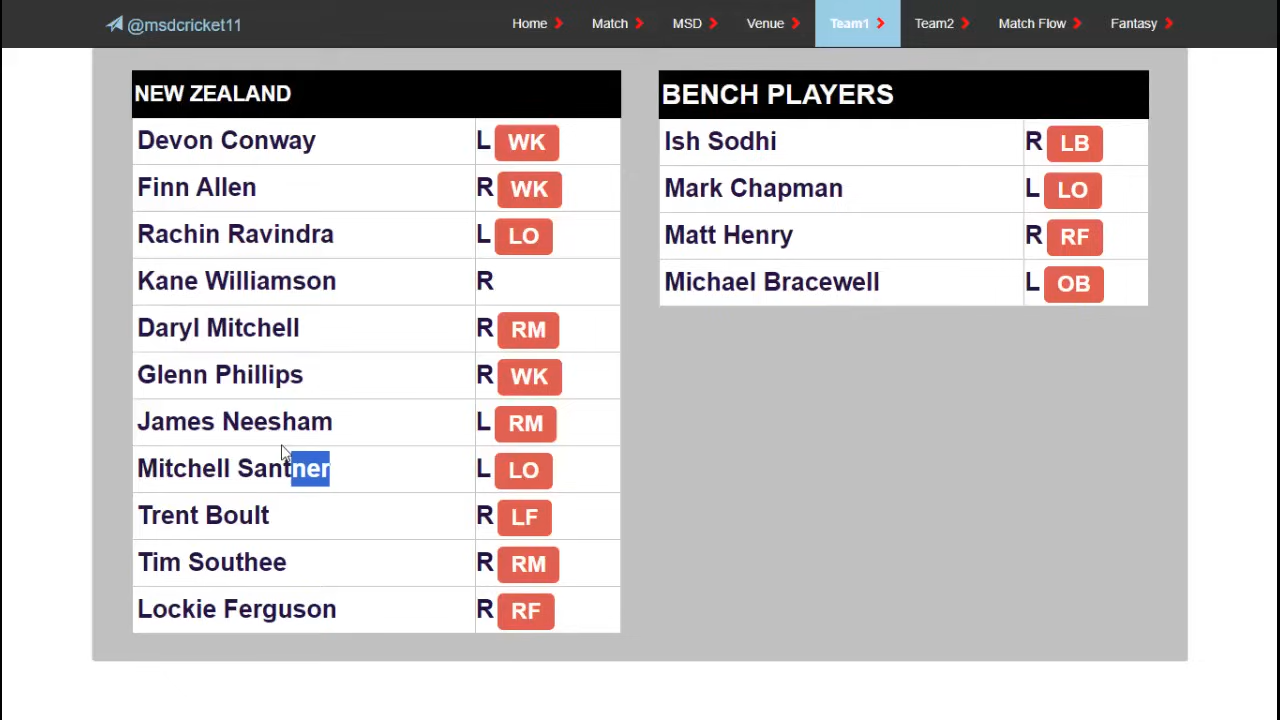 @msdcricket11 Home Match MSD Venue Team1 Team2 Match Flow Fantasy
NEW ZEALAND
Devon Conway L WK
Finn Allen R WK
Rachin Ravindra L LO
Kane Williamson R
Daryl Mitchell R RM
Glenn Phillips R WK
James Neesham L RM
Mitchell Santner L LO
Trent Boult R LF
Tim Southee R RM
Lockie Ferguson R RF
BENCH PLAYERS
Ish Sodhi R LB
Mark Chapman L LO
Matt Henry R RF
Michael Bracewell L OB